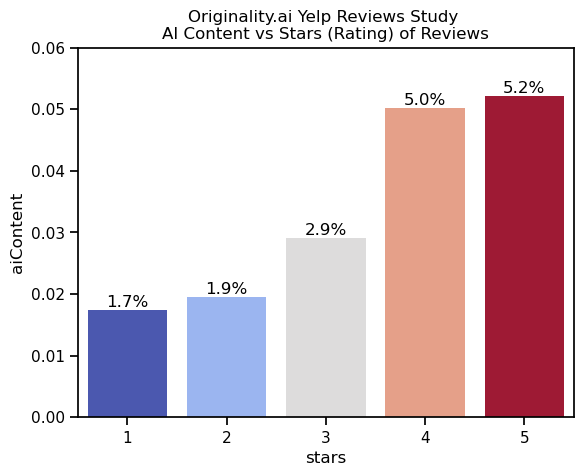 Originality.ai Yelp Reviews Study
AI Content vs Stars (Rating) of Reviews
0.06
0.05
0.04
0.03
0.02
0.01
0.00
aiContent
1.7%
1.9%
2.9%
5.0%
5.2%
1 2 3 4 5
stars